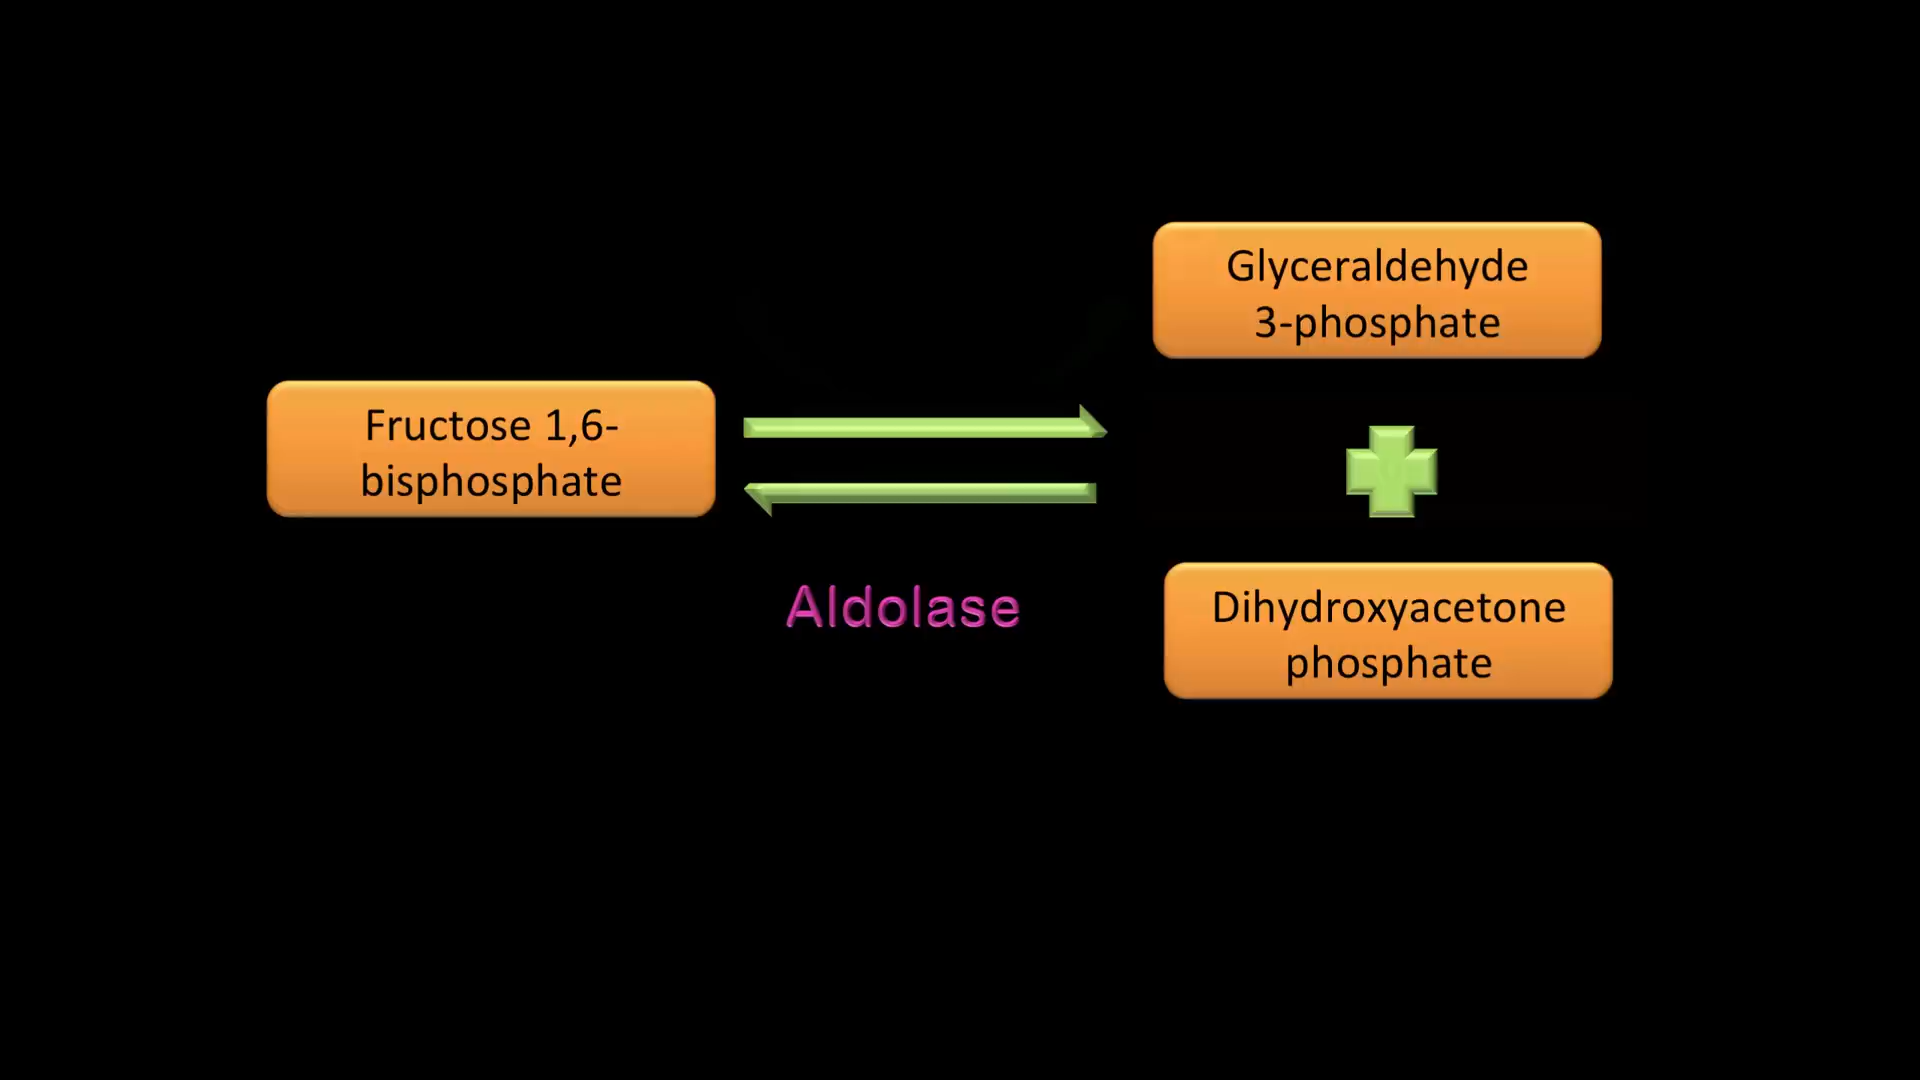 Fructose 1,6-
bisphosphate
Aldolase
Glyceraldehyde
3-phosphate
Dihydroxyacetone
phosphate